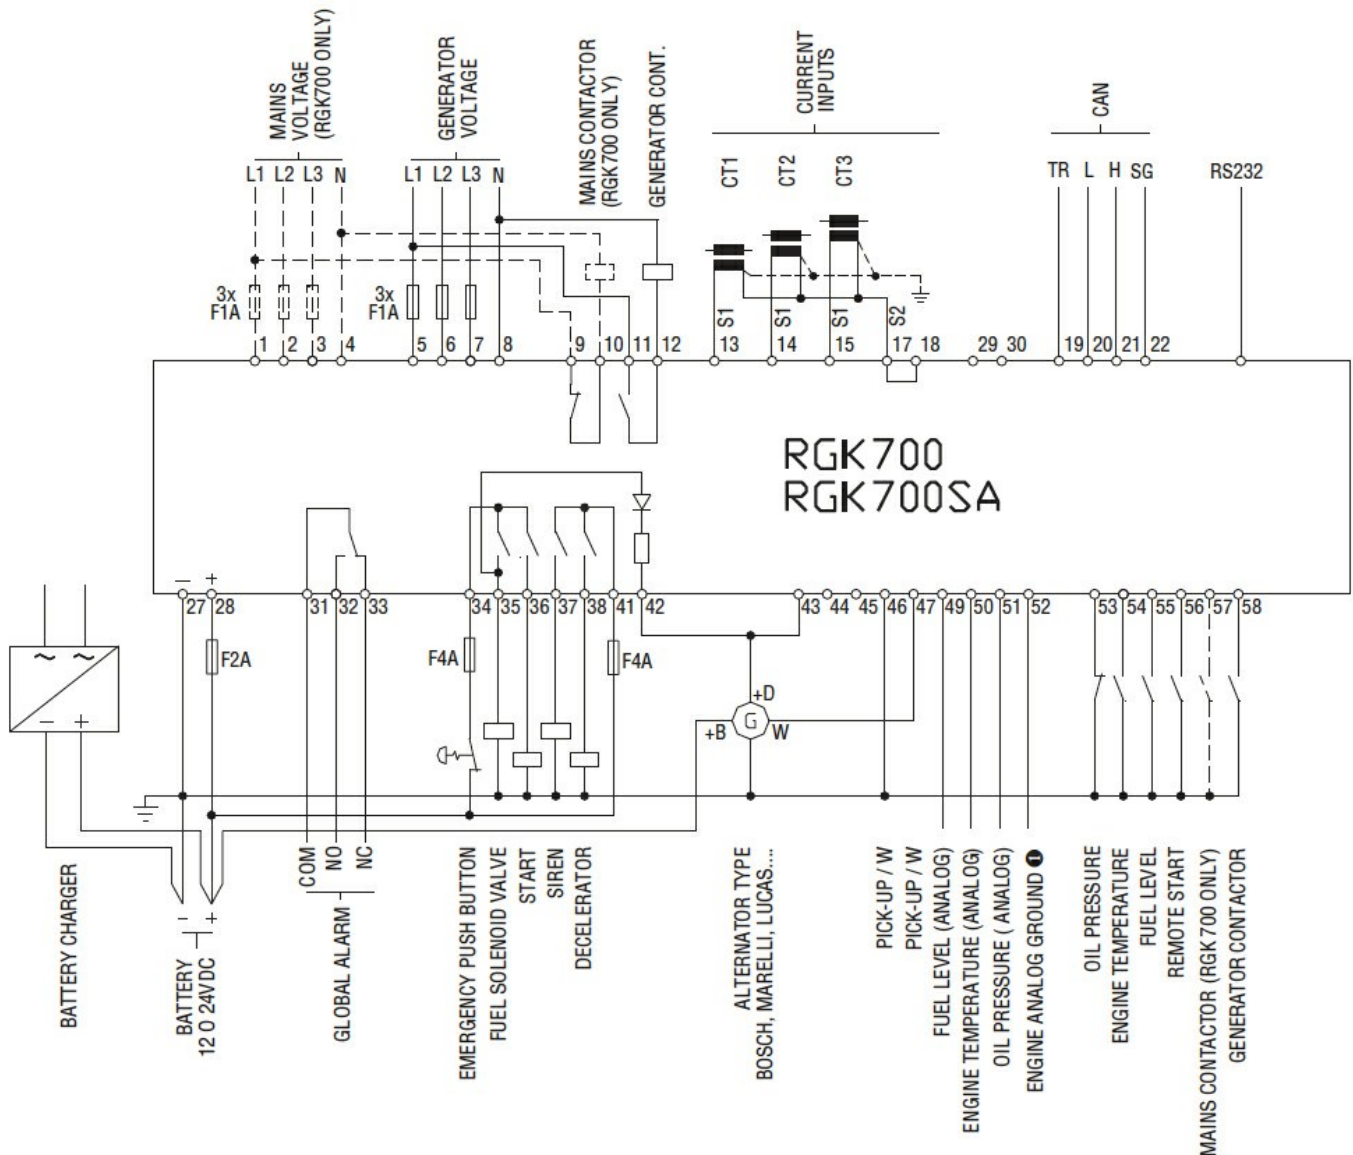 MAINS
VOLTAGE
(RGK700 ONLY)
GENERATOR
VOLTAGE
MAINS CONTACTOR
(RGK700 ONLY)
GENERATOR CONT.
CURRENT
INPUTS
CAN
L1 L2 L3 N
L1 L2 L3 N
CT1
CT2
CT3
TR L H SG
RS232
3x
F1A
3x
F1A
S1
S1
S1
S2
1 2 3 4 5 6 7 8 9 10 11 12 13 14 15 17 18 29 30 19 20 21 22
RGK700
RGK700SA
– +
27 28 31 32 33 34 35 36 37 38 41 42 43 44 45 46 47 49 50 51 52 53 54 55 56 57 58
F2A
F4A
F4A
~ ~
– +
+D
+B
G
W
BATTERY CHARGER
– +
BATTERY
12 O 24VDC
COM
NO
NC
GLOBAL ALARM
EMERGENCY PUSH BUTTON
FUEL SOLENOID VALVE
START
SIREN
DECELERATOR
ALTERNATOR TYPE
BOSCH, MARELLI, LUCAS....
PICK-UP / W
PICK-UP / W
FUEL LEVEL (ANALOG)
ENGINE TEMPERATURE (ANALOG)
OIL PRESSURE ( ANALOG)
ENGINE ANALOG GROUND ❶
OIL PRESSURE
ENGINE TEMPERATURE
FUEL LEVEL
REMOTE START
MAINS CONTACTOR (RGK 700 ONLY)
GENERATOR CONTACTOR